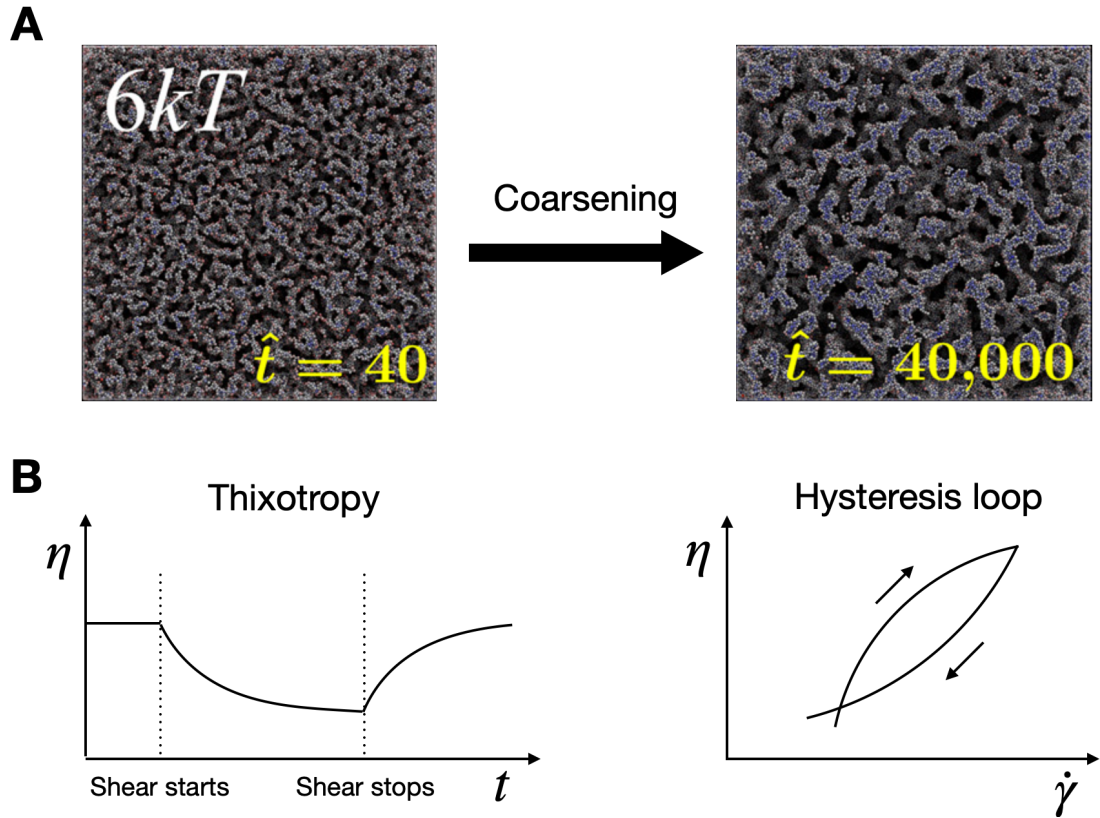 A
6kT
t̂ = 40
Coarsening
t̂ = 40,000
B
Thixotropy
η
Shear starts
Shear stops
t
Hysteresis loop
η
γ̇